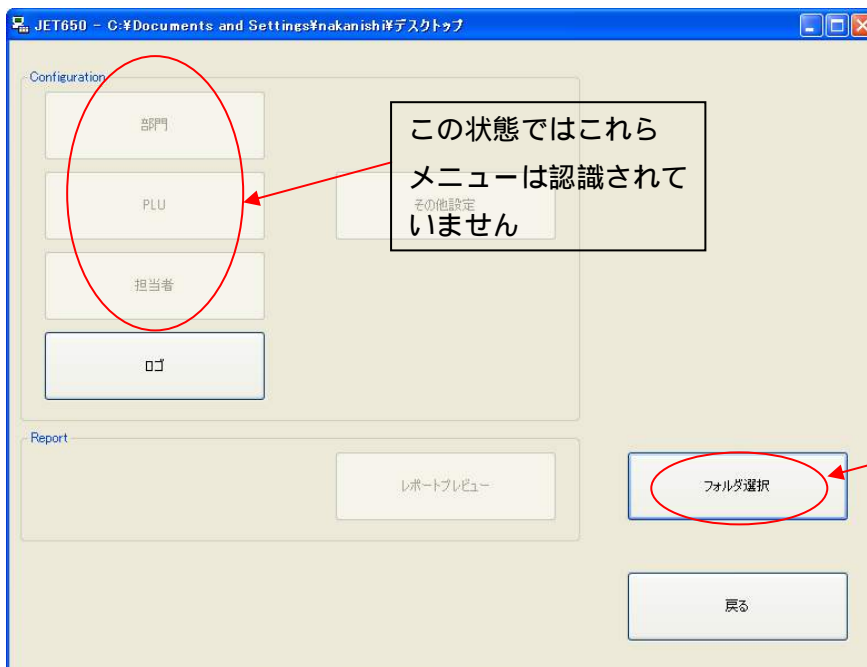 JET650 - C:¥Documents and Settings¥nakanishi¥デスクトップ
Configuration
部門
この状態ではこれら
メニューは認識されて
いません
PLU
その他設定
担当者
ロゴ
Report
レポートプレビュー
フォルダ選択
戻る